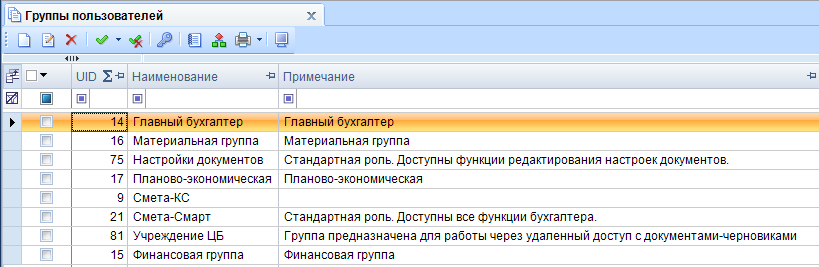 Группы пользователей
UID Σ Наименование Примечание
14 Главный бухгалтер Главный бухгалтер
16 Материальная группа Материальная группа
75 Настройки документов Стандартная роль. Доступны функции редактирования настроек документов.
17 Планово-экономическая Планово-экономическая
9 Смета-КС
21 Смета-Смарт Стандартная роль. Доступны все функции бухгалтера.
81 Учреждение ЦБ Группа предназначена для работы через удаленный доступ с документами-черновиками
15 Финансовая группа Финансовая группа